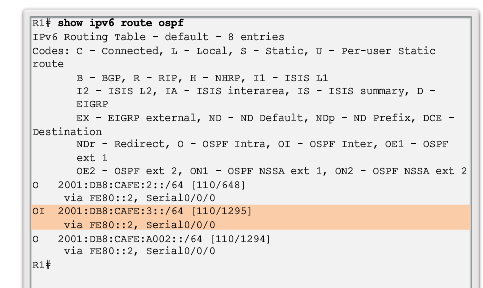 R1# show ipv6 route ospf
IPv6 Routing Table - default - 8 entries
Codes: C - Connected, L - Local, S - Static, U - Per-user Static
route
B - BGP, R - RIP, H - NHRP, I1 - ISIS L1
I2 - ISIS L2, IA - ISIS interarea, IS - ISIS summary, D -
EIGRP
EX - EIGRP external, ND - ND Default, NDp - ND Prefix, DCE -
Destination
NDr - Redirect, O - OSPF Intra, OI - OSPF Inter, OE1 - OSPF
ext 1
OE2 - OSPF ext 2, ON1 - OSPF NSSA ext 1, ON2 - OSPF NSSA ext 2
O 2001:DB8:CAFE:2::/64 [110/648]
via FE80::2, Serial0/0/0
OI 2001:DB8:CAFE:3::/64 [110/1295]
via FE80::2, Serial0/0/0
O 2001:DB8:CAFE:A002::/64 [110/1294]
via FE80::2, Serial0/0/0
R1#